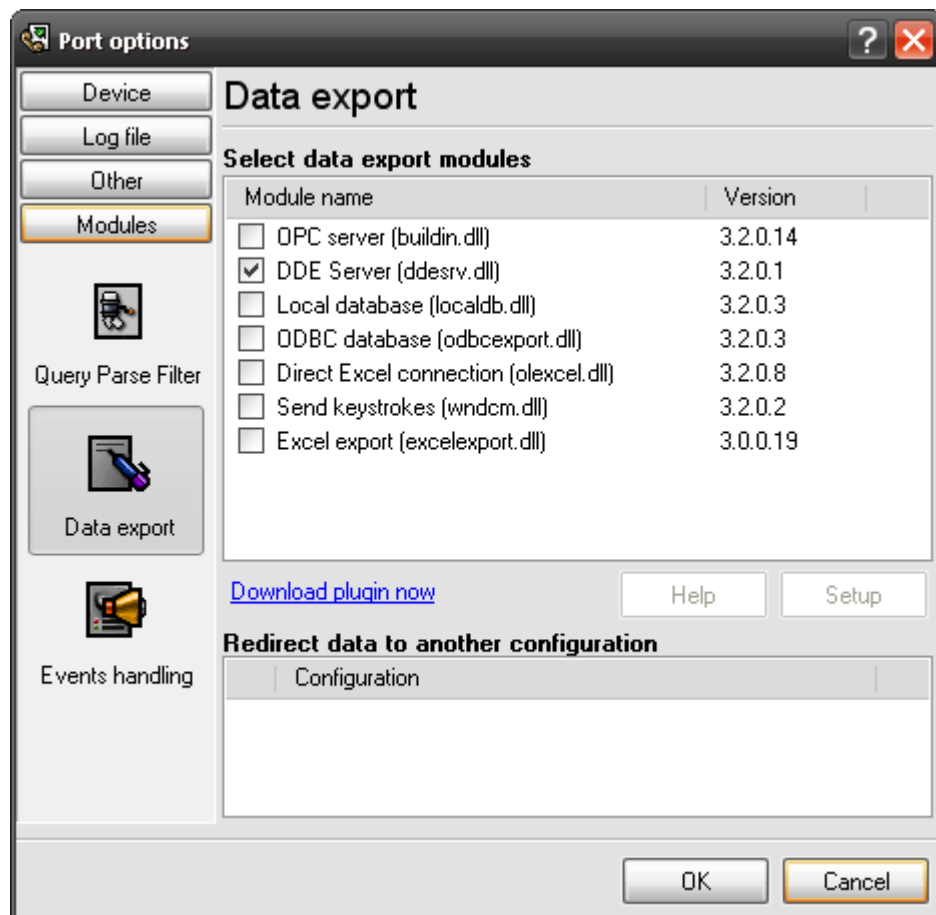 Port options
Device
Log file
Other
Modules
Query Parse Filter
Data export
Events handling
Data export
Select data export modules
Module name Version
OPC server (buildin.dll) 3.2.0.14
DDE Server (ddesrv.dll) 3.2.0.1
Local database (localdb.dll) 3.2.0.3
ODBC database (odbcexport.dll) 3.2.0.3
Direct Excel connection (olexcel.dll) 3.2.0.8
Send keystrokes (wndcm.dll) 3.2.0.2
Excel export (excelexport.dll) 3.0.0.19
Download plugin now Help Setup
Redirect data to another configuration
Configuration
OK Cancel